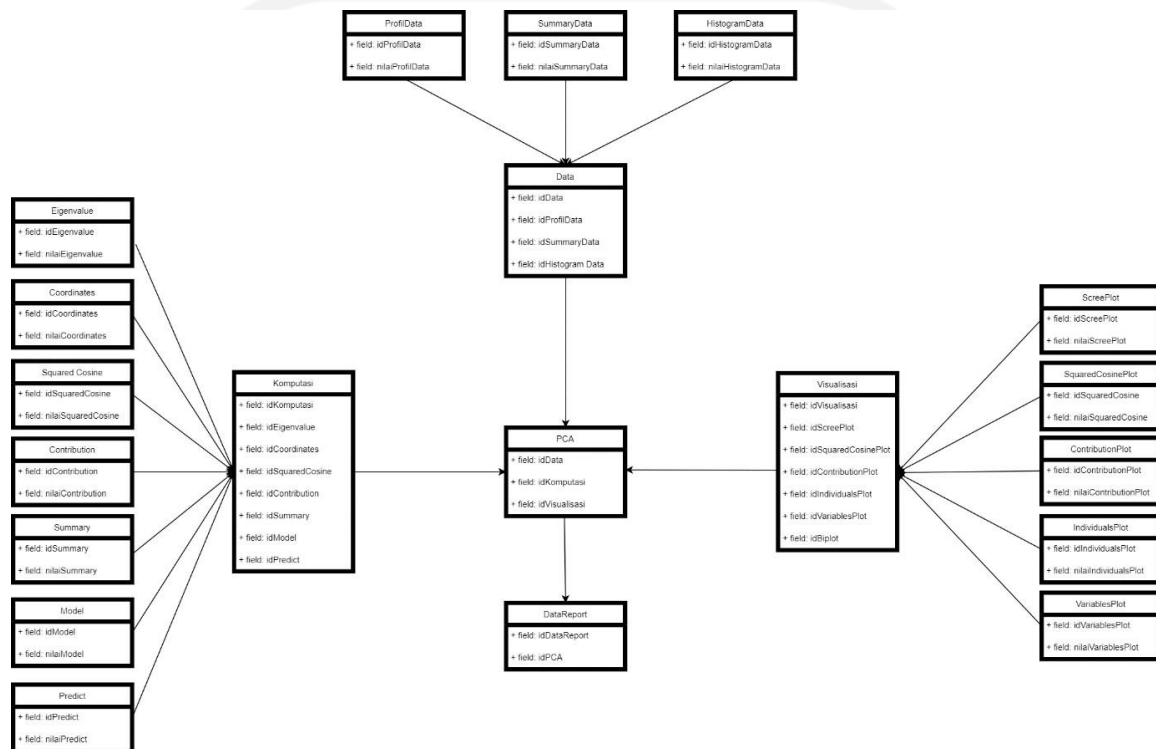 ProfilData
+ field: idProfilData
+ field: nilaiProfilData
SummaryData
+ field: idSummaryData
+ field: nilaiSummaryData
HistogramData
+ field: idHistogramData
+ field: nilaiHistogramData
Data
+ field: idData
+ field: idProfilData
+ field: idSummaryData
+ field: idHistogram Data
Eigenvalue
+ field: idEigenvalue
+ field: nilaiEigenvalue
Coordinates
+ field: idCoordinates
+ field: nilaiCoordinates
Squared Cosine
+ field: idSquaredCosine
+ field: nilaiSquaredCosine
Contribution
+ field: idContribution
+ field: nilaiContribution
Summary
+ field: idSummary
+ field: nilaiSummary
Model
+ field: idModel
+ field: nilaiModel
Predict
+ field: idPredict
+ field: nilaiPredict
Komputasi
+ field: idKomputasi
+ field: idEigenvalue
+ field: idCoordinates
+ field: idSquaredCosine
+ field: idContribution
+ field: idSummary
+ field: idModel
+ field: idPredict
PCA
+ field: idData
+ field: idKomputasi
+ field: idVisualisasi
DataReport
+ field: idDataReport
+ field: idPCA
Visualisasi
+ field: idVisualisasi
+ field: idScreePlot
+ field: idSquaredCosinePlot
+ field: idContributionPlot
+ field: idIndividualsPlot
+ field: idVariablesPlot
+ field: idBiplot
ScreePlot
+ field: idScreePlot
+ field: nilaiScreePlot
SquaredCosinePlot
+ field: idSquaredCosine
+ field: nilaiSquaredCosine
ContributionPlot
+ field: idContributionPlot
+ field: nilaiContributionPlot
IndividualsPlot
+ field: idIndividualsPlot
+ field: nilaiIndividualsPlot
VariablesPlot
+ field: idVariablesPlot
+ field: nilaiVariablesPlot